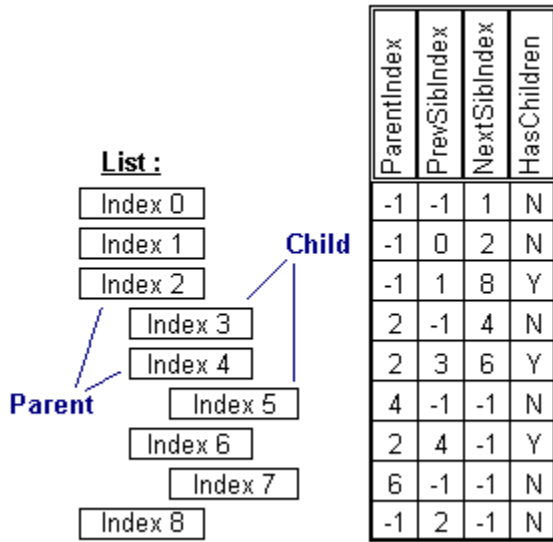 ParentIndex PrevSibIndex NextSibIndex HasChildren
List :
Index 0 -1 -1 1 N
Index 1 Child -1 0 2 N
Index 2 -1 1 8 Y
Index 3 2 -1 4 N
Index 4 2 3 6 Y
Parent Index 5 4 -1 -1 N
Index 6 2 4 -1 Y
Index 7 6 -1 -1 N
Index 8 -1 2 -1 N